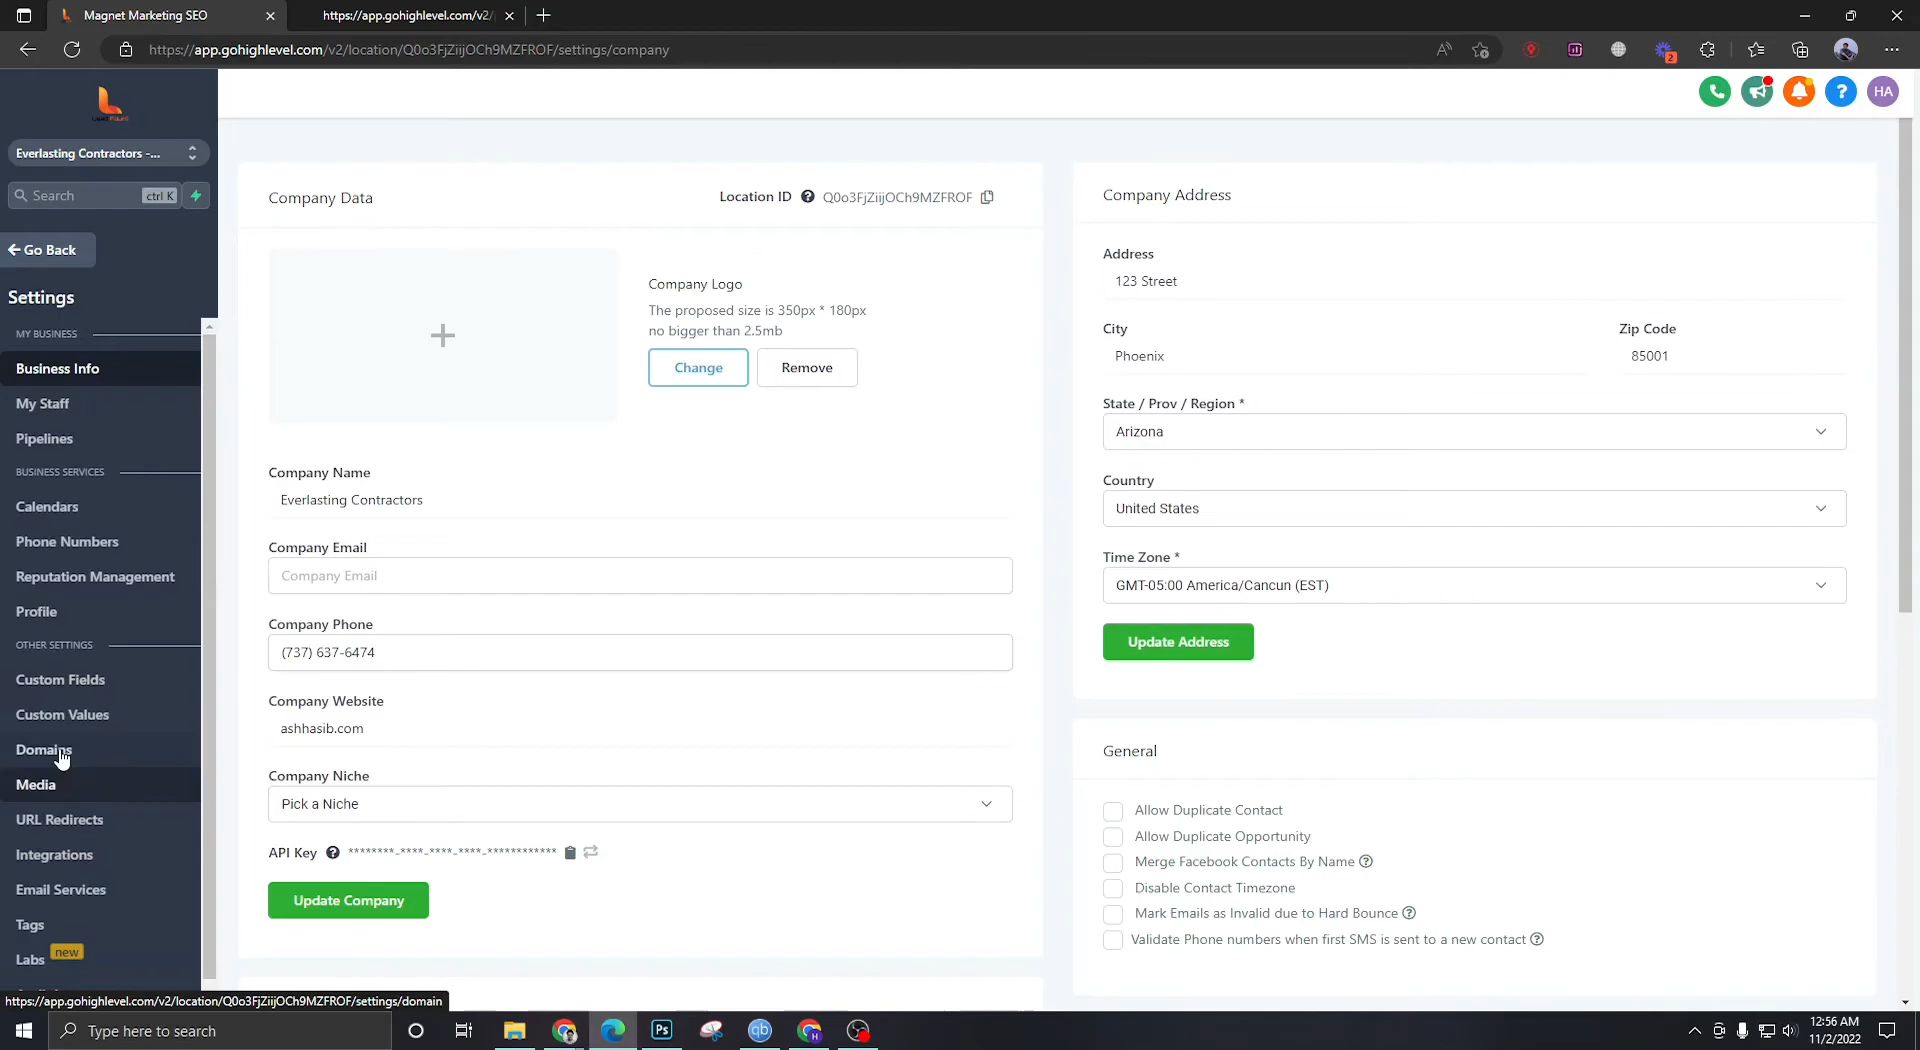 Magnet Marketing SEO
https://app.gohighlevel.com/v2/
https://app.gohighlevel.com/v2/location/Q0o3FjZiijOCh9MZFROF/settings/company
2
HA
Everlasting Contractors -...
Search
ctrl K
Go Back
Settings
MY BUSINESS
Business Info
My Staff
Pipelines
BUSINESS SERVICES
Calendars
Phone Numbers
Reputation Management
Profile
OTHER SETTINGS
Custom Fields
Custom Values
Domains
Media
URL Redirects
Integrations
Email Services
Tags
Labs new
https://app.gohighlevel.com/v2/location/Q0o3FjZiijOCh9MZFROF/settings/domain
Company Data
Location ID ? Q0o3FjZiijOCh9MZFROF
Company Logo
The proposed size is 350px * 180px
no bigger than 2.5mb
Change
Remove
Company Name
Everlasting Contractors
Company Email
Company Email
Company Phone
(737) 637-6474
Company Website
ashhasib.com
Company Niche
Pick a Niche
API Key ? ********-****-****-****-************
Update Company
Company Address
Address
123 Street
City
Phoenix
Zip Code
85001
State / Prov / Region *
Arizona
Country
United States
Time Zone *
GMT-05:00 America/Cancun (EST)
Update Address
General
Allow Duplicate Contact
Allow Duplicate Opportunity
Merge Facebook Contacts By Name ?
Disable Contact Timezone
Mark Emails as Invalid due to Hard Bounce ?
Validate Phone numbers when first SMS is sent to a new contact ?
Type here to search
Ps
qb
12:56 AM
11/2/2022